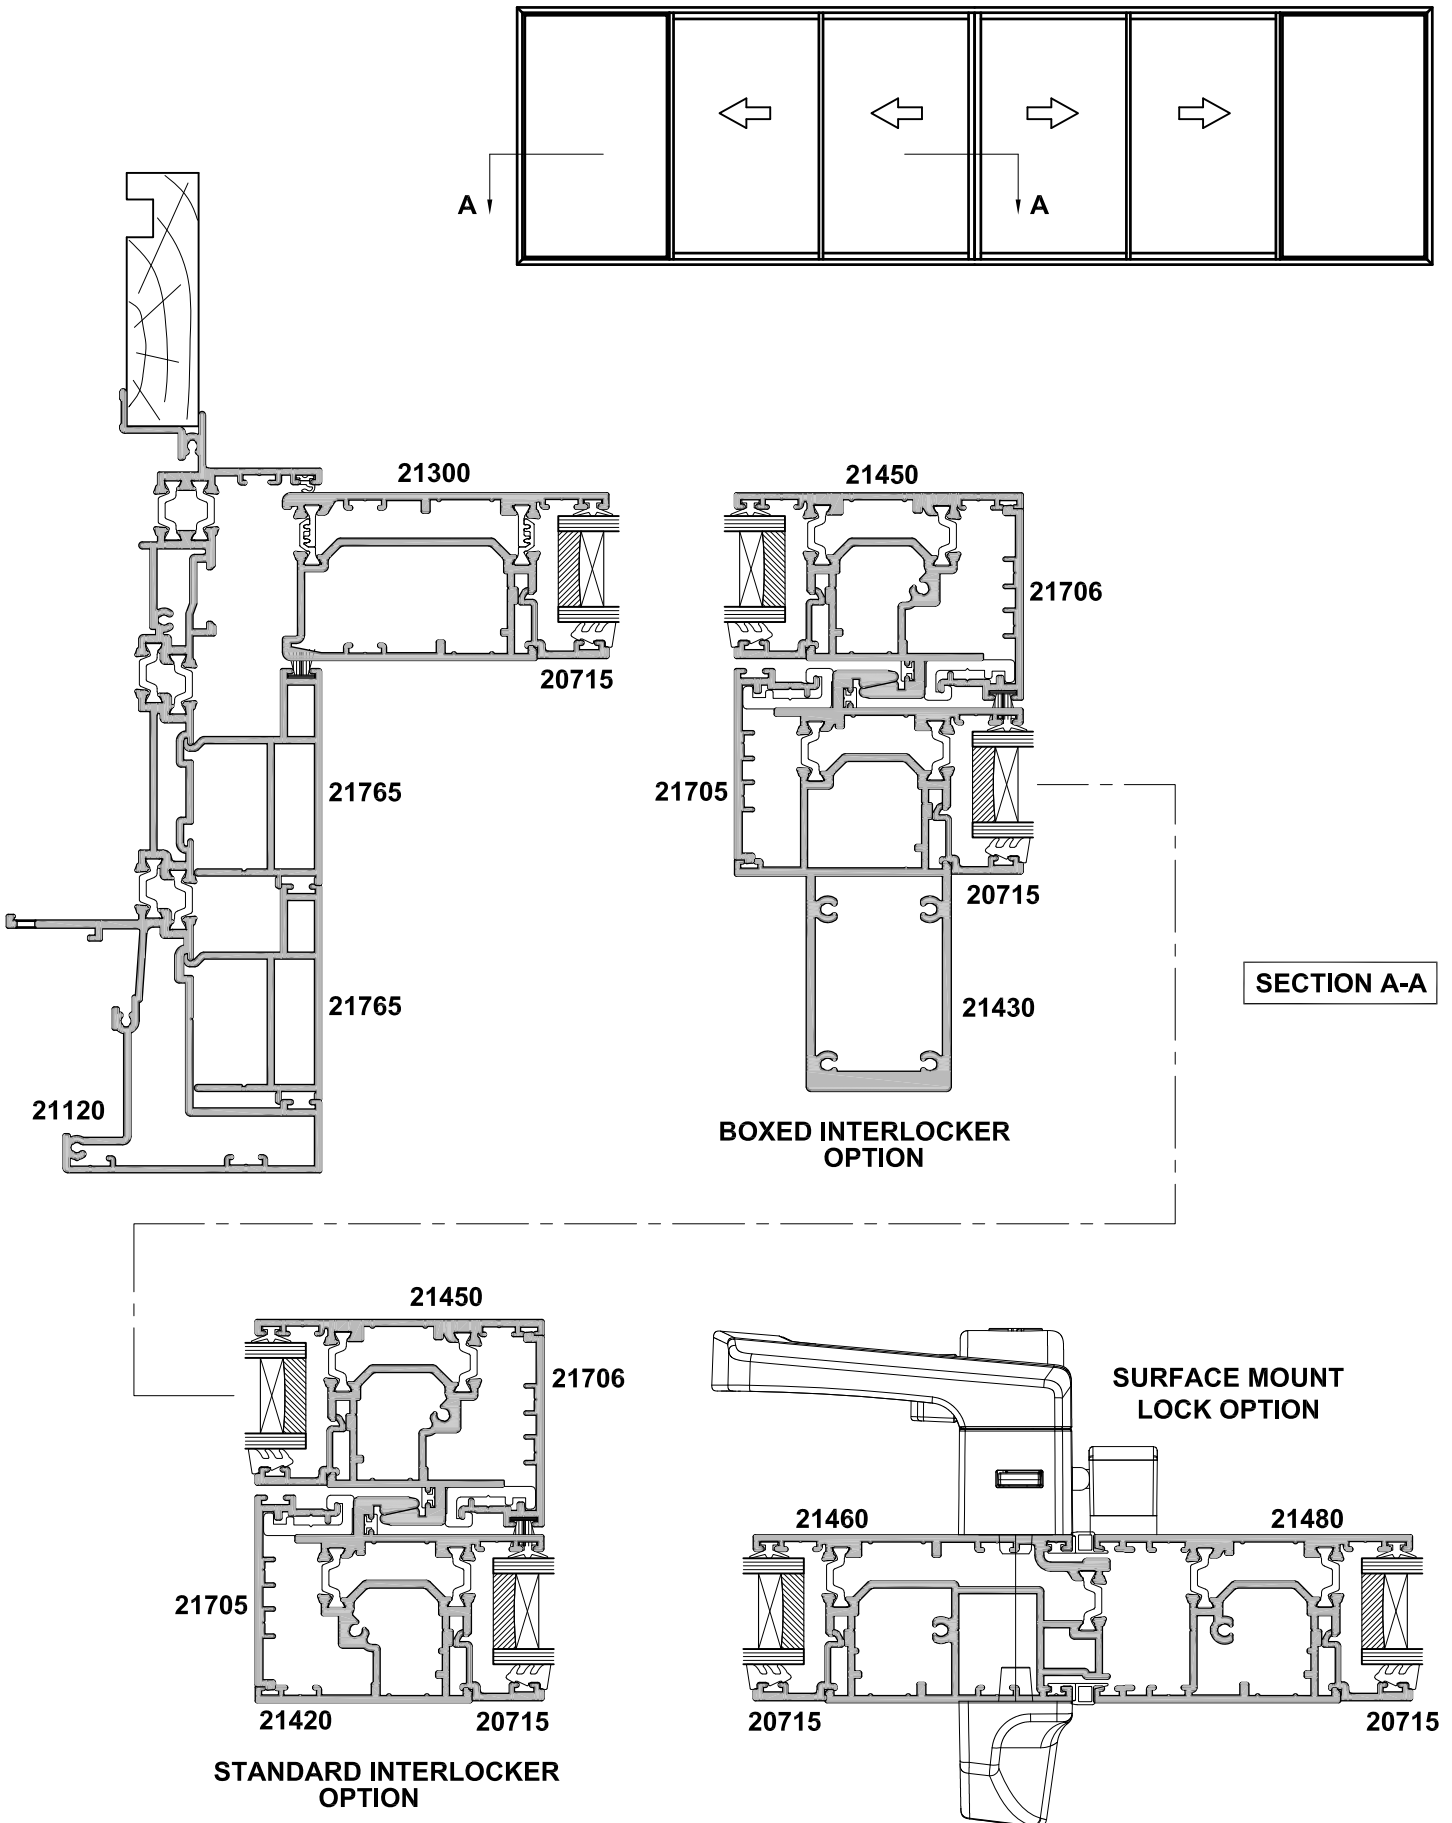 A
A
21300
21450
21706
20715
21765
21705
20715
SECTION A-A
21765
21430
21120
BOXED INTERLOCKER
OPTION
21450
21706
SURFACE MOUNT
LOCK OPTION
21460
21480
21705
21420
20715
20715
20715
STANDARD INTERLOCKER
OPTION